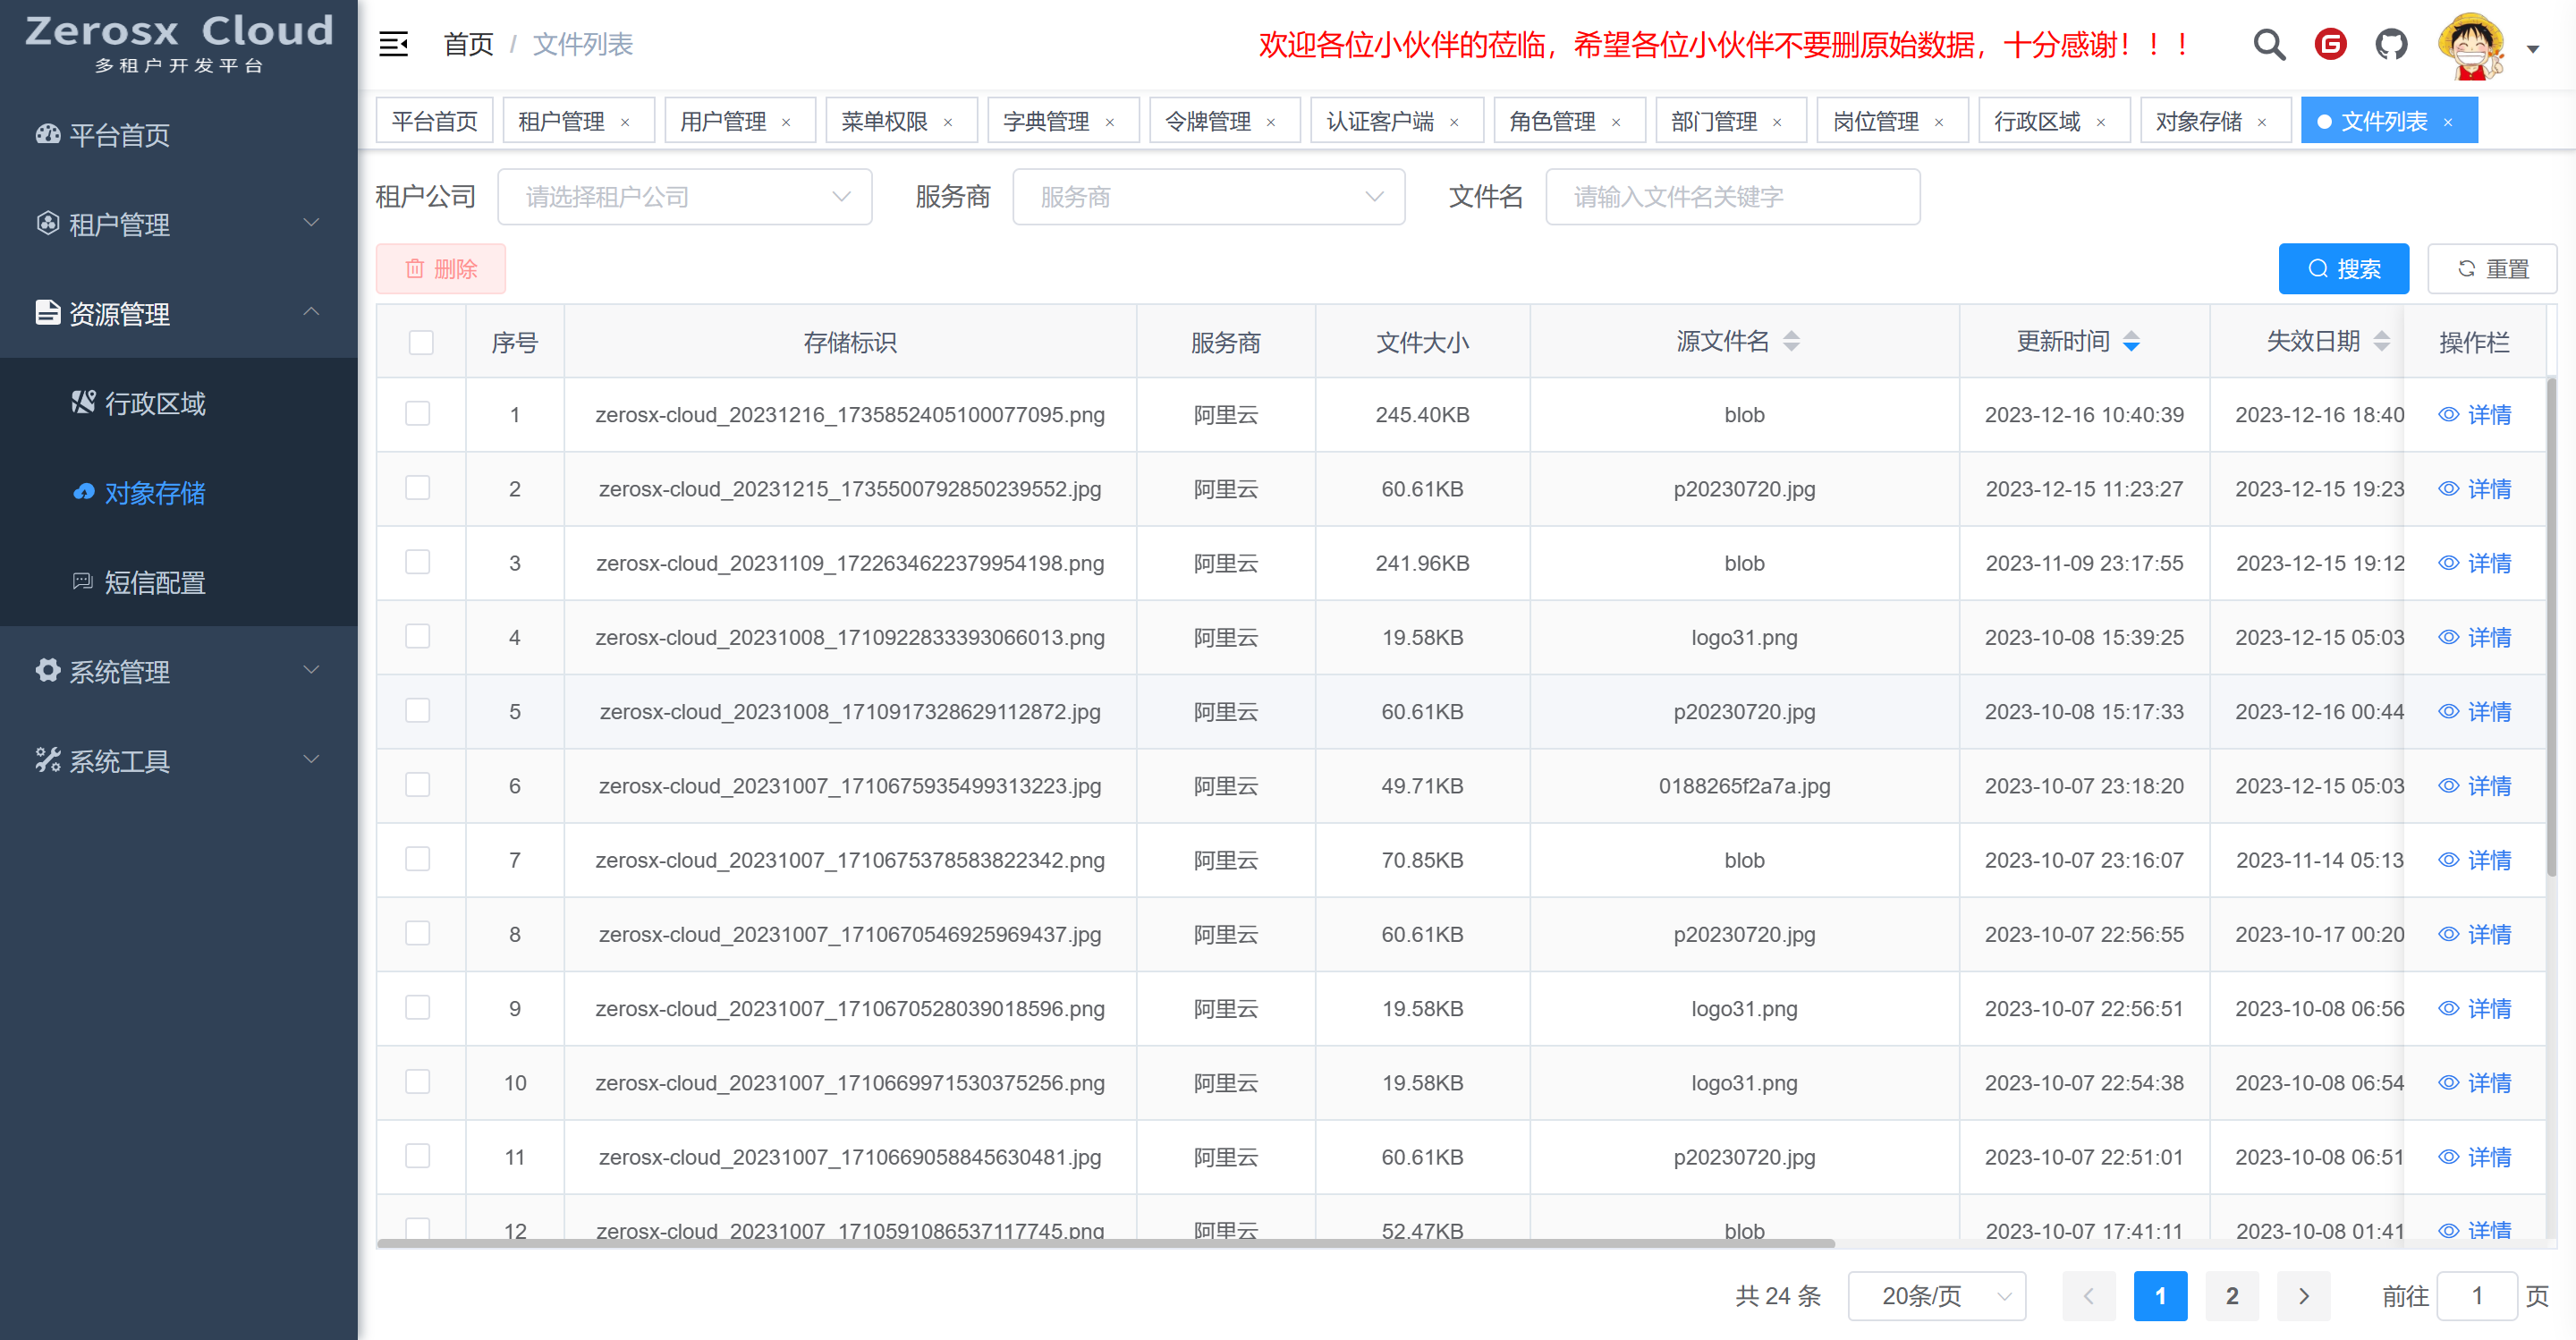 Zerosx Cloud
多租户开发平台
平台首页
租户管理
资源管理
行政区域
对象存储
短信配置
系统管理
系统工具
首页 / 文件列表
欢迎各位小伙伴的莅临，希望各位小伙伴不要删原始数据，十分感谢！！！
平台首页 租户管理 × 用户管理 × 菜单权限 × 字典管理 × 令牌管理 × 认证客户端 × 角色管理 × 部门管理 × 岗位管理 × 行政区域 × 对象存储 × 文件列表 ×
租户公司 请选择租户公司 服务商 服务商 文件名 请输入文件名关键字
删除 搜索 重置
序号 存储标识 服务商 文件大小 源文件名 更新时间 失效日期 操作栏
1 zerosx-cloud_20231216_1735852405100077095.png 阿里云 245.40KB blob 2023-12-16 10:40:39 2023-12-16 18:40 详情
2 zerosx-cloud_20231215_1735500792850239552.jpg 阿里云 60.61KB p20230720.jpg 2023-12-15 11:23:27 2023-12-15 19:23 详情
3 zerosx-cloud_20231109_1722634622379954198.png 阿里云 241.96KB blob 2023-11-09 23:17:55 2023-12-15 19:12 详情
4 zerosx-cloud_20231008_1710922833393066013.png 阿里云 19.58KB logo31.png 2023-10-08 15:39:25 2023-12-15 05:03 详情
5 zerosx-cloud_20231008_1710917328629112872.jpg 阿里云 60.61KB p20230720.jpg 2023-10-08 15:17:33 2023-12-16 00:44 详情
6 zerosx-cloud_20231007_1710675935499313223.jpg 阿里云 49.71KB 0188265f2a7a.jpg 2023-10-07 23:18:20 2023-12-15 05:03 详情
7 zerosx-cloud_20231007_1710675378583822342.png 阿里云 70.85KB blob 2023-10-07 23:16:07 2023-11-14 05:13 详情
8 zerosx-cloud_20231007_1710670546925969437.jpg 阿里云 60.61KB p20230720.jpg 2023-10-07 22:56:55 2023-10-17 00:20 详情
9 zerosx-cloud_20231007_1710670528039018596.png 阿里云 19.58KB logo31.png 2023-10-07 22:56:51 2023-10-08 06:56 详情
10 zerosx-cloud_20231007_1710669971530375256.png 阿里云 19.58KB logo31.png 2023-10-07 22:54:38 2023-10-08 06:54 详情
11 zerosx-cloud_20231007_1710669058845630481.jpg 阿里云 60.61KB p20230720.jpg 2023-10-07 22:51:01 2023-10-08 06:51 详情
12 zerosx-cloud_20231007_1710591086537117745.png 阿里云 52.47KB blob 2023-10-07 17:41:11 2023-10-08 01:41 详情
共 24 条 20条/页 1 2 前往 1 页